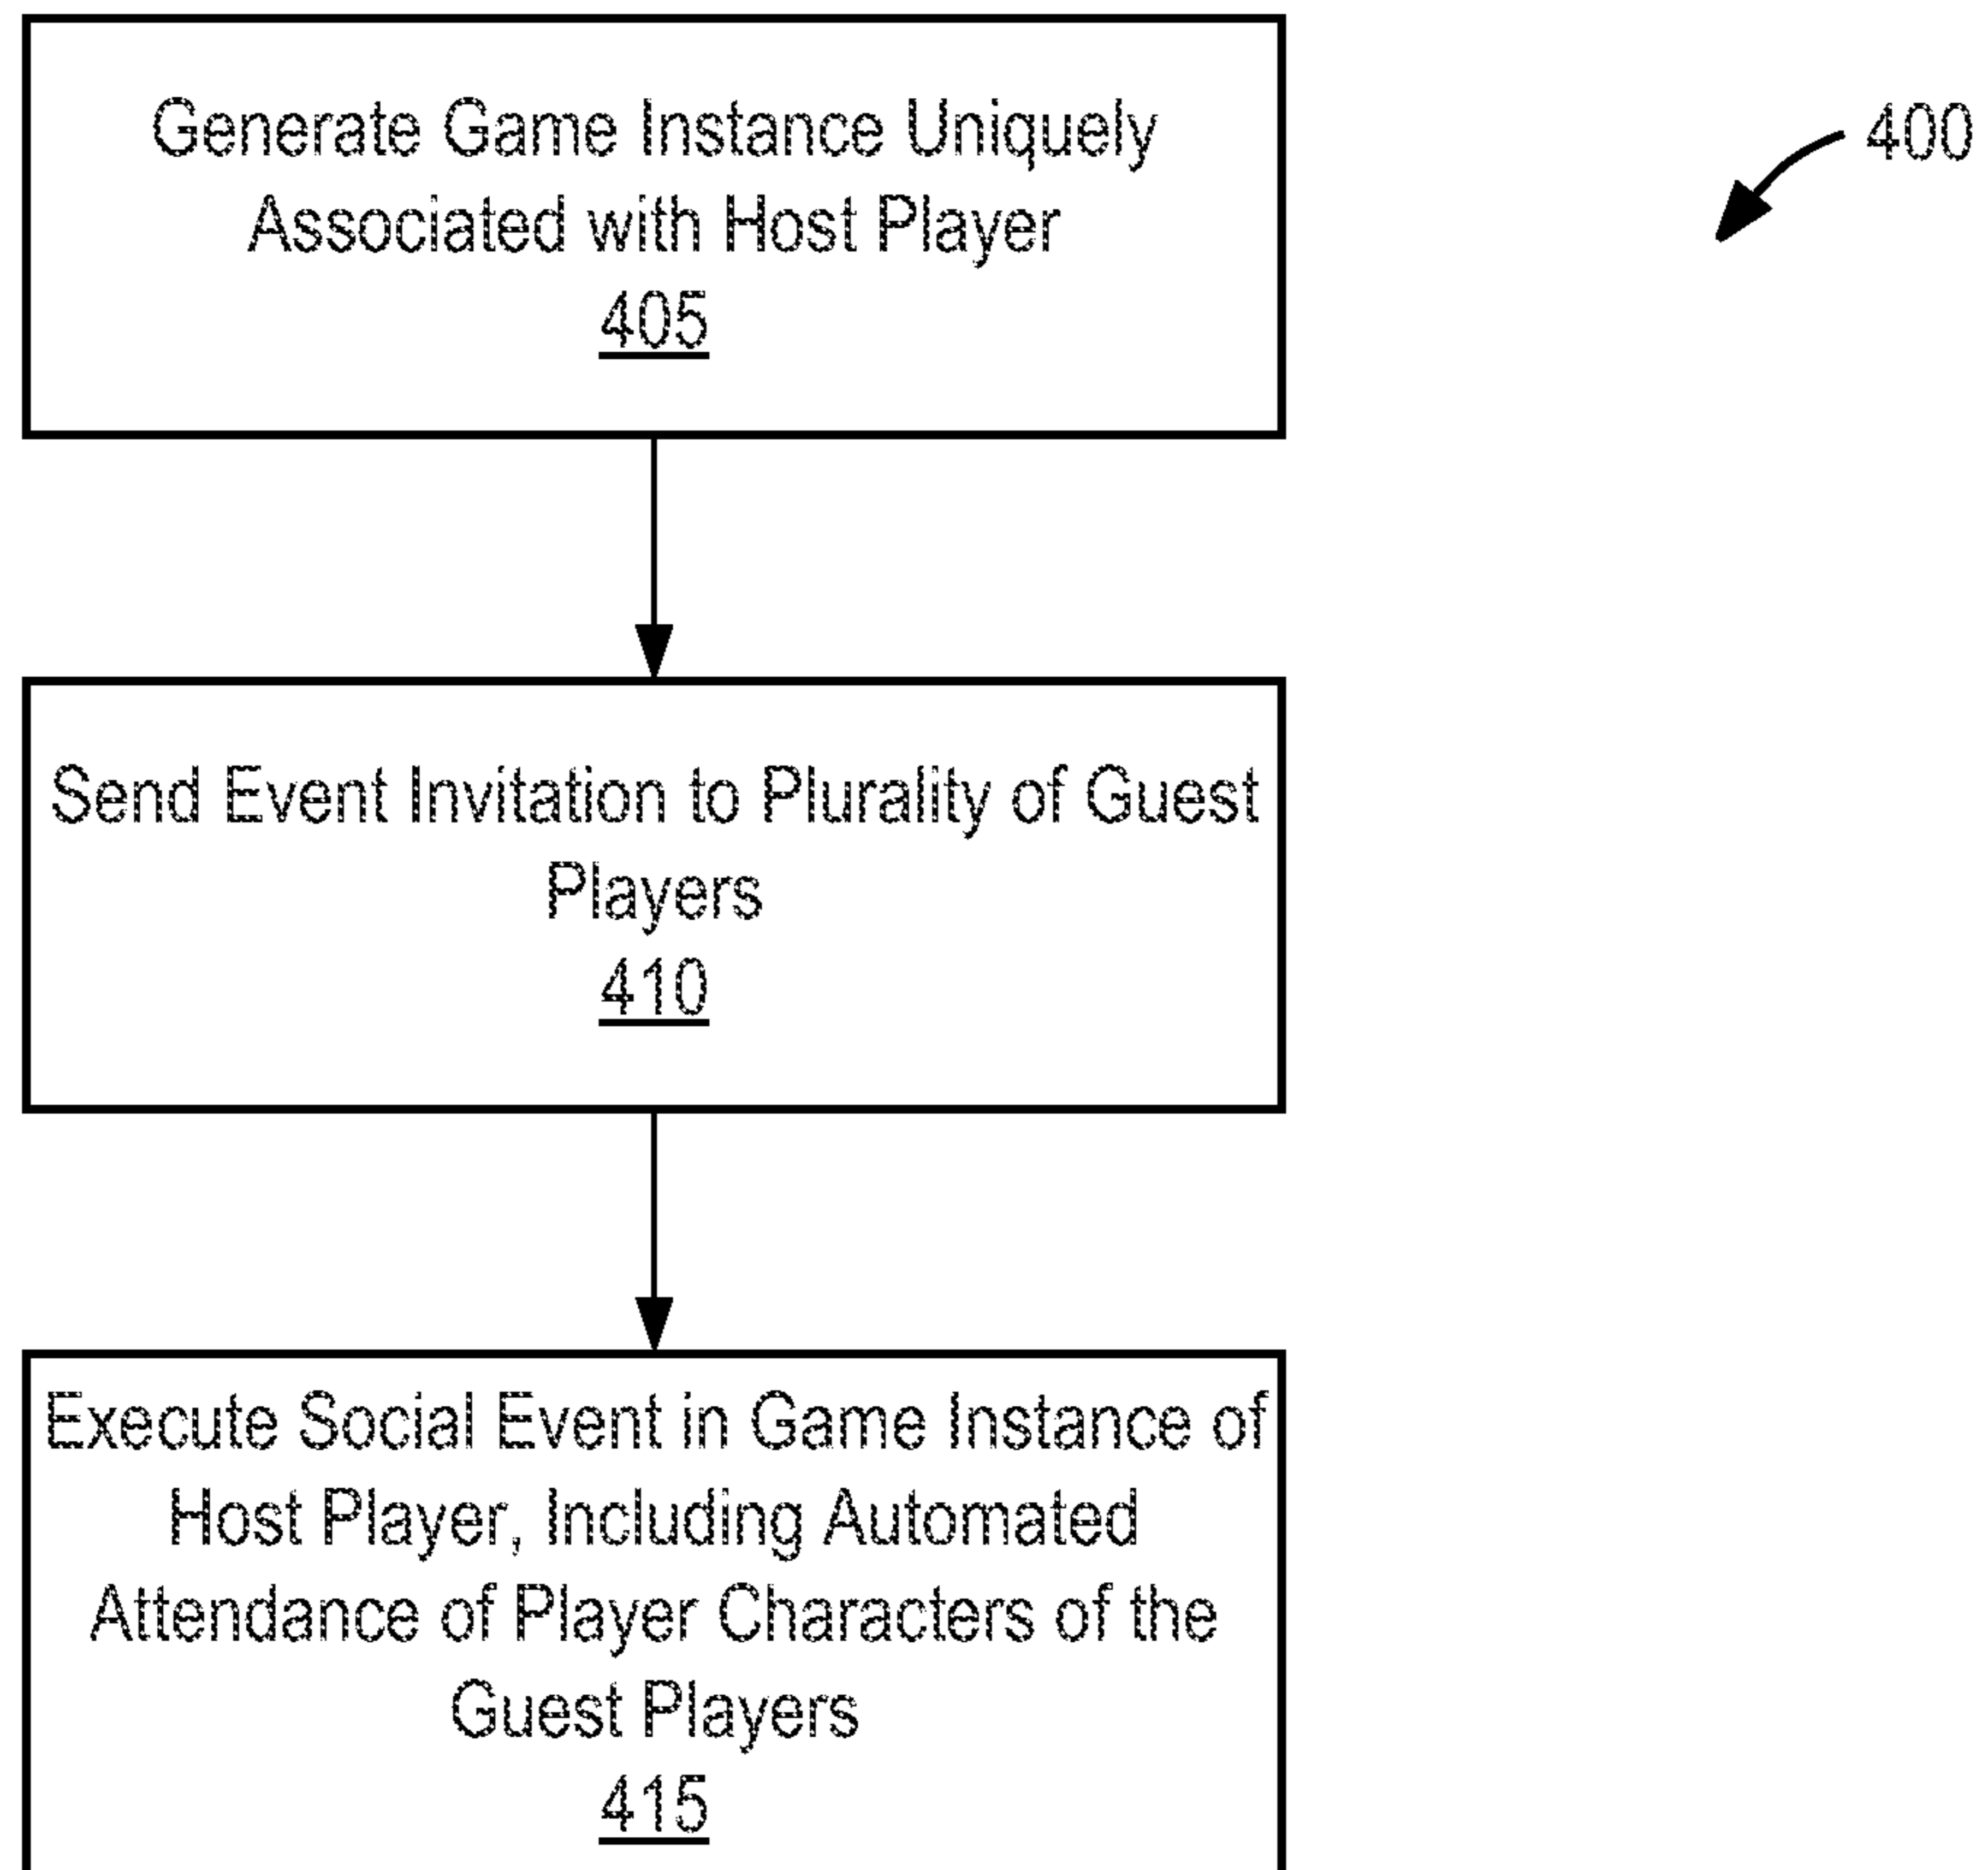 Generate Game Instance Uniquely
Associated with Host Player
405
400
Send Event Invitation to Plurality of Guest
Players
410
Execute Social Event in Game Instance of
Host Player, Including Automated
Attendance of Player Characters of the
Guest Players
415